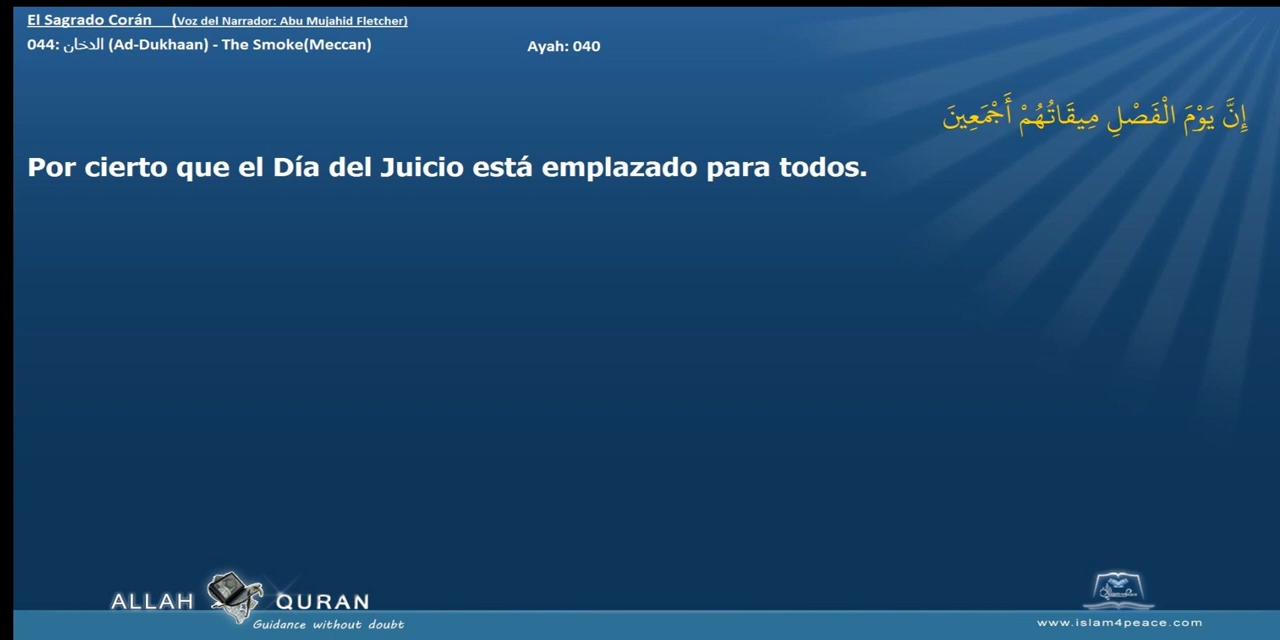 El Sagrado Corán (Voz del Narrador: Abu Mujahid Fletcher)
044: الدخان (Ad-Dukhaan) - The Smoke(Meccan) Ayah: 040
إِنَّ يَوْمَ الْفَصْلِ مِيقَاتُهُمْ أَجْمَعِينَ
Por cierto que el Día del Juicio está emplazado para todos.
ALLAH QURAN
Guidance without doubt
www.islam4peace.com